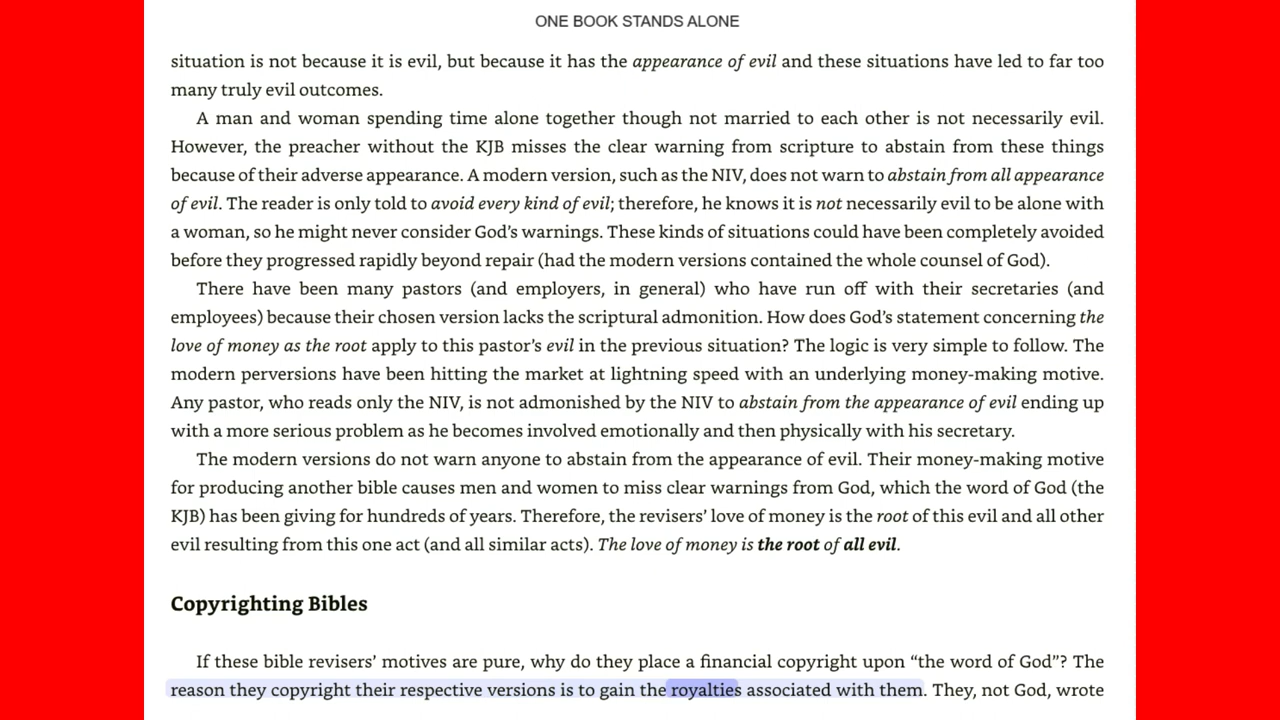 ONE BOOK STANDS ALONE
situation is not because it is evil, but because it has the appearance of evil and these situations have led to far too
many truly evil outcomes.
A man and woman spending time alone together though not married to each other is not necessarily evil.
However, the preacher without the KJB misses the clear warning from scripture to abstain from these things
because of their adverse appearance. A modern version, such as the NIV, does not warn to abstain from all appearance
of evil. The reader is only told to avoid every kind of evil; therefore, he knows it is not necessarily evil to be alone with
a woman, so he might never consider God’s warnings. These kinds of situations could have been completely avoided
before they progressed rapidly beyond repair (had the modern versions contained the whole counsel of God).
There have been many pastors (and employers, in general) who have run off with their secretaries (and
employees) because their chosen version lacks the scriptural admonition. How does God’s statement concerning the
love of money as the root apply to this pastor’s evil in the previous situation? The logic is very simple to follow. The
modern perversions have been hitting the market at lightning speed with an underlying money-making motive.
Any pastor, who reads only the NIV, is not admonished by the NIV to abstain from the appearance of evil ending up
with a more serious problem as he becomes involved emotionally and then physically with his secretary.
The modern versions do not warn anyone to abstain from the appearance of evil. Their money-making motive
for producing another bible causes men and women to miss clear warnings from God, which the word of God (the
KJB) has been giving for hundreds of years. Therefore, the revisers’ love of money is the root of this evil and all other
evil resulting from this one act (and all similar acts). The love of money is the root of all evil.
Copyrighting Bibles
If these bible revisers’ motives are pure, why do they place a financial copyright upon “the word of God”? The
reason they copyright their respective versions is to gain the royalties associated with them. They, not God, wrote